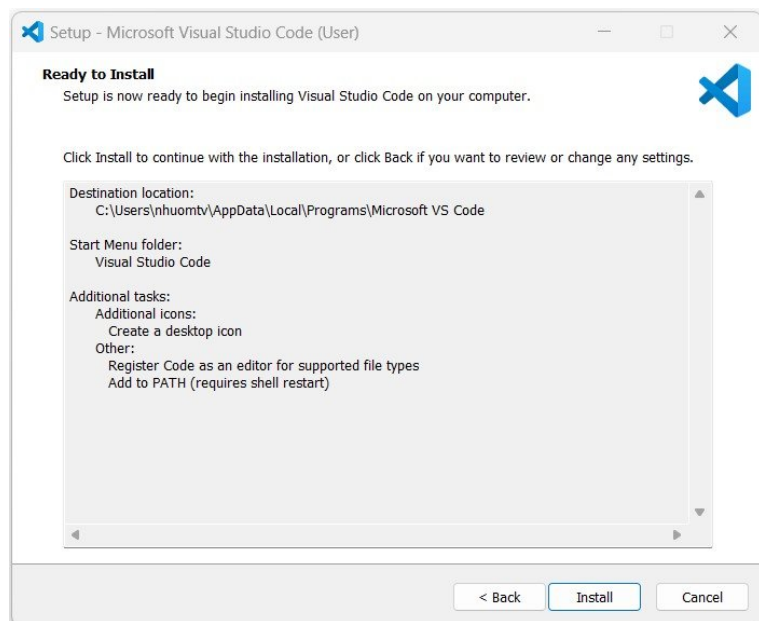 Setup - Microsoft Visual Studio Code (User)
Ready to Install
Setup is now ready to begin installing Visual Studio Code on your computer.
Click Install to continue with the installation, or click Back if you want to review or change any settings.
Destination location:
C:\Users\nhuomtv\AppData\Local\Programs\Microsoft VS Code
Start Menu folder:
Visual Studio Code
Additional tasks:
Additional icons:
Create a desktop icon
Other:
Register Code as an editor for supported file types
Add to PATH (requires shell restart)
< Back Install Cancel